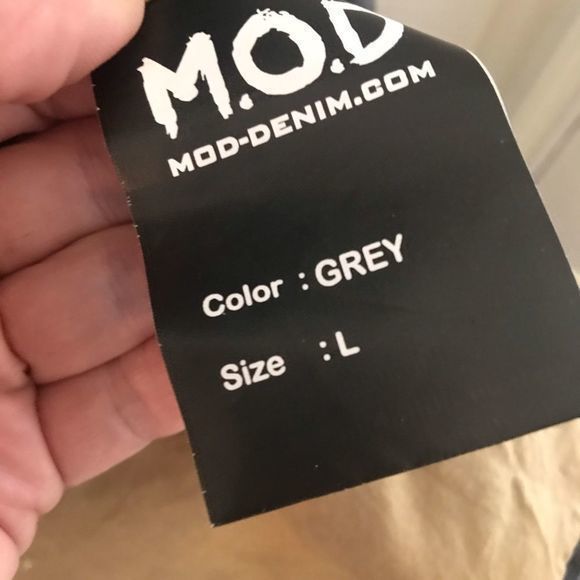 M.O.D
MOD-DENIM.COM
Color : GREY
Size : L